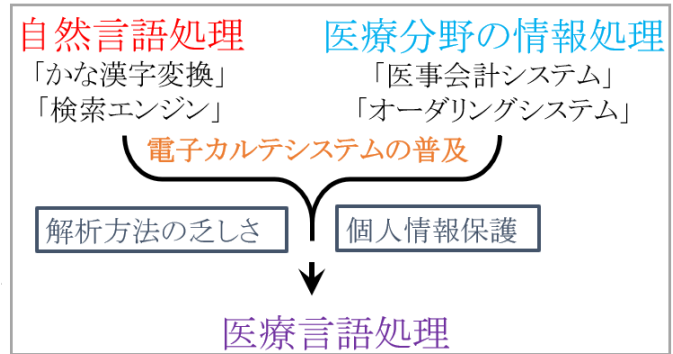 自然言語処理
「かな漢字変換」
「検索エンジン」
医療分野の情報処理
「医事会計システム」
「オーダリングシステム」
電子カルテシステムの普及
解析方法の乏しさ
個人情報保護
医療言語処理